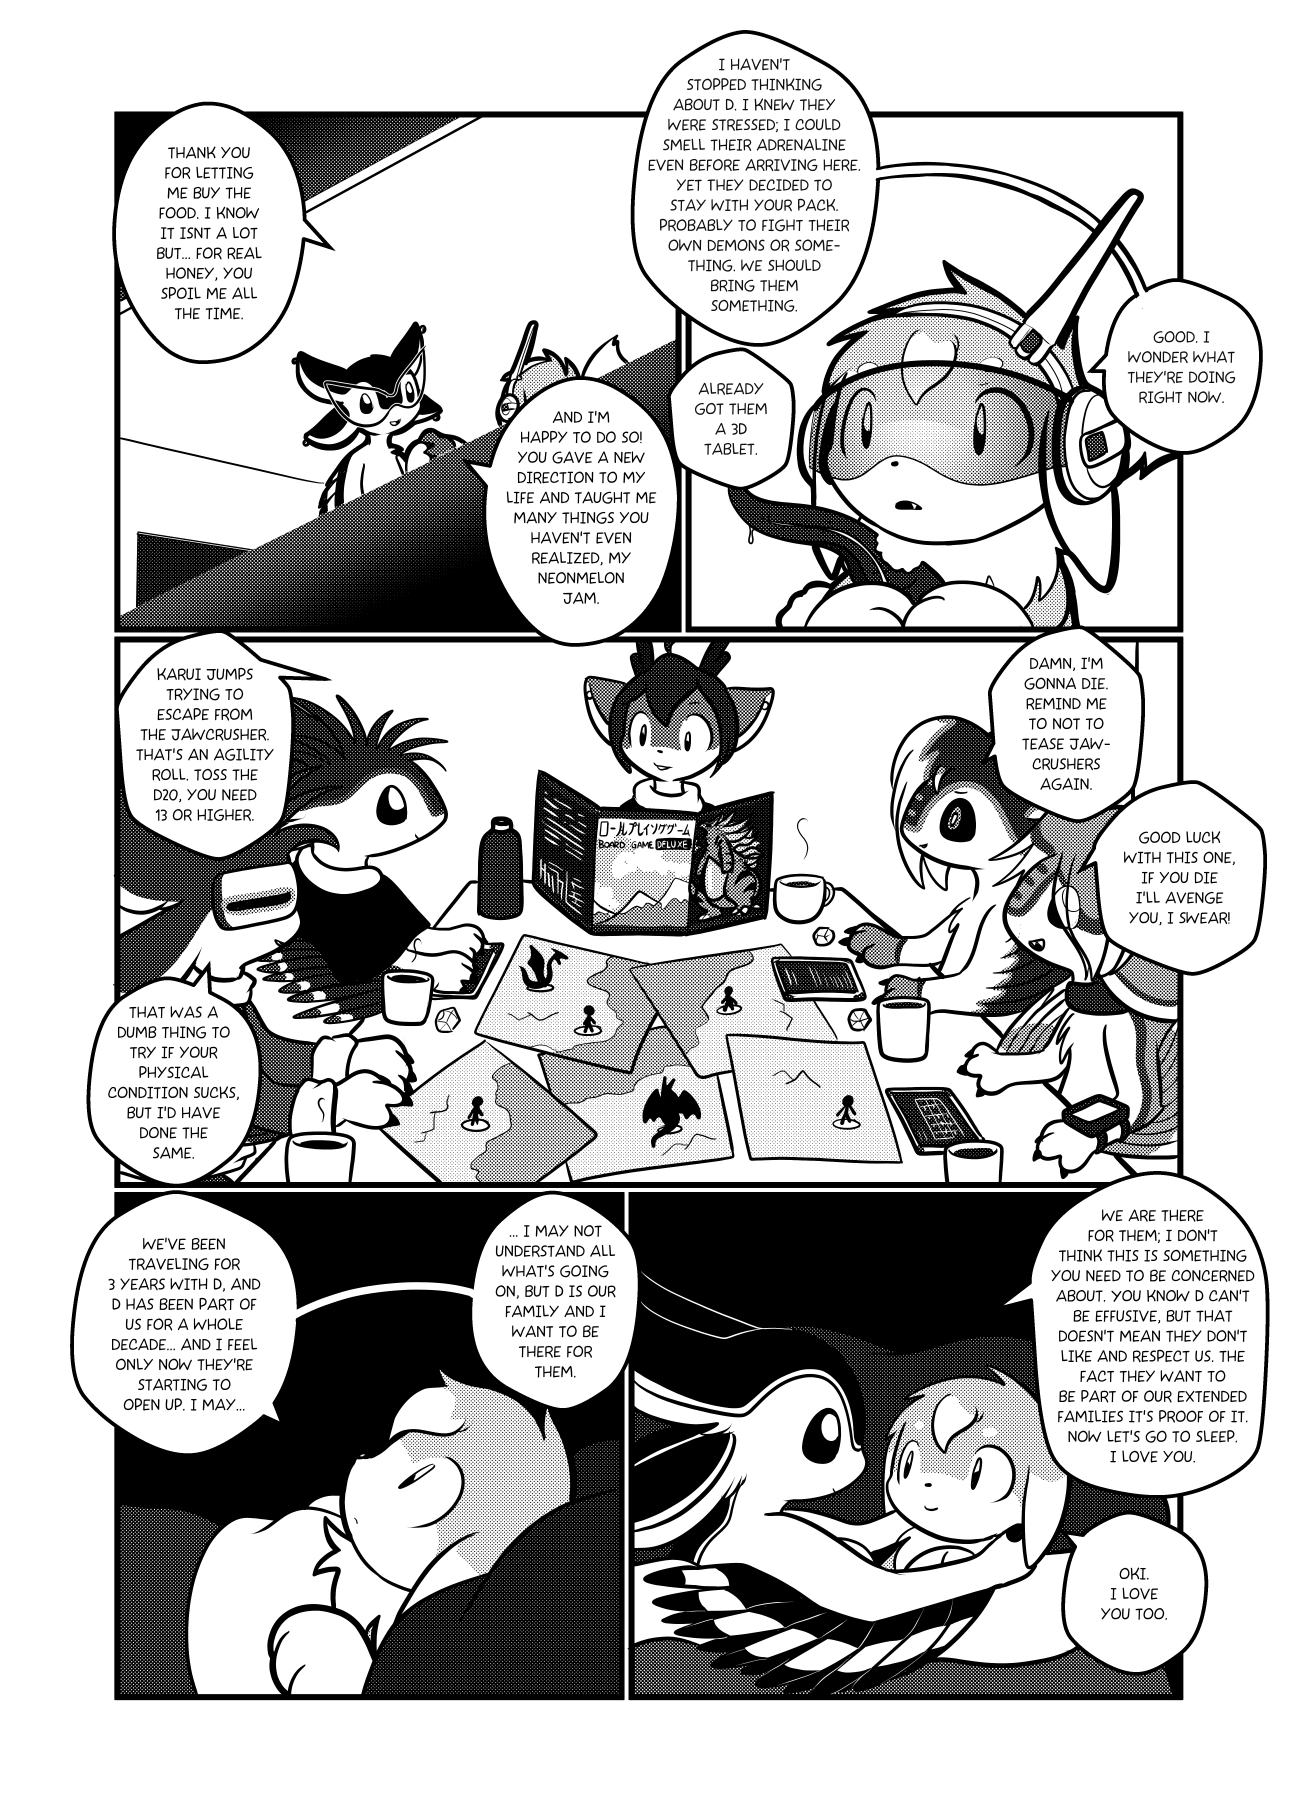 THANK YOU
FOR LETTING
ME BUY THE
FOOD. I KNOW
IT ISNT A LOT
BUT... FOR REAL
HONEY, YOU
SPOIL ME ALL
THE TIME.
AND I'M
HAPPY TO DO SO!
YOU GAVE A NEW
DIRECTION TO MY
LIFE AND TAUGHT ME
MANY THINGS YOU
HAVEN'T EVEN
REALIZED, MY
NEONMELON
JAM.
I HAVEN'T
STOPPED THINKING
ABOUT D. I KNEW THEY
WERE STRESSED; I COULD
SMELL THEIR ADRENALINE
EVEN BEFORE ARRIVING HERE.
YET THEY DECIDED TO
STAY WITH YOUR PACK.
PROBABLY TO FIGHT THEIR
OWN DEMONS OR SOME-
THING. WE SHOULD
BRING THEM
SOMETHING.
ALREADY
GOT THEM
A 3D
TABLET.
GOOD. I
WONDER WHAT
THEY'RE DOING
RIGHT NOW.
KARUI JUMPS
TRYING TO
ESCAPE FROM
THE JAWCRUSHER.
THAT'S AN AGILITY
ROLL. TOSS THE
D20, YOU NEED
13 OR HIGHER.
DAMN, I'M
GONNA DIE.
REMIND ME
TO NOT TO
TEASE JAW-
CRUSHERS
AGAIN.
GOOD LUCK
WITH THIS ONE,
IF YOU DIE
I'LL AVENGE
YOU, I SWEAR!
ロールプレイングゲーム
BOARD GAME DELUXE
THAT WAS A
DUMB THING TO
TRY IF YOUR
PHYSICAL
CONDITION SUCKS,
BUT I'D HAVE
DONE THE
SAME.
WE'VE BEEN
TRAVELING FOR
3 YEARS WITH D, AND
D HAS BEEN PART OF
US FOR A WHOLE
DECADE... AND I FEEL
ONLY NOW THEY'RE
STARTING TO
OPEN UP. I MAY...
... I MAY NOT
UNDERSTAND ALL
WHAT'S GOING
ON, BUT D IS OUR
FAMILY AND I
WANT TO BE
THERE FOR
THEM.
WE ARE THERE
FOR THEM; I DON'T
THINK THIS IS SOMETHING
YOU NEED TO BE CONCERNED
ABOUT. YOU KNOW D CAN'T
BE EFFUSIVE, BUT THAT
DOESN'T MEAN THEY DON'T
LIKE AND RESPECT US. THE
FACT THEY WANT TO
BE PART OF OUR EXTENDED
FAMILIES IT'S PROOF OF IT.
NOW LET'S GO TO SLEEP.
I LOVE YOU.
OKI.
I LOVE
YOU TOO.